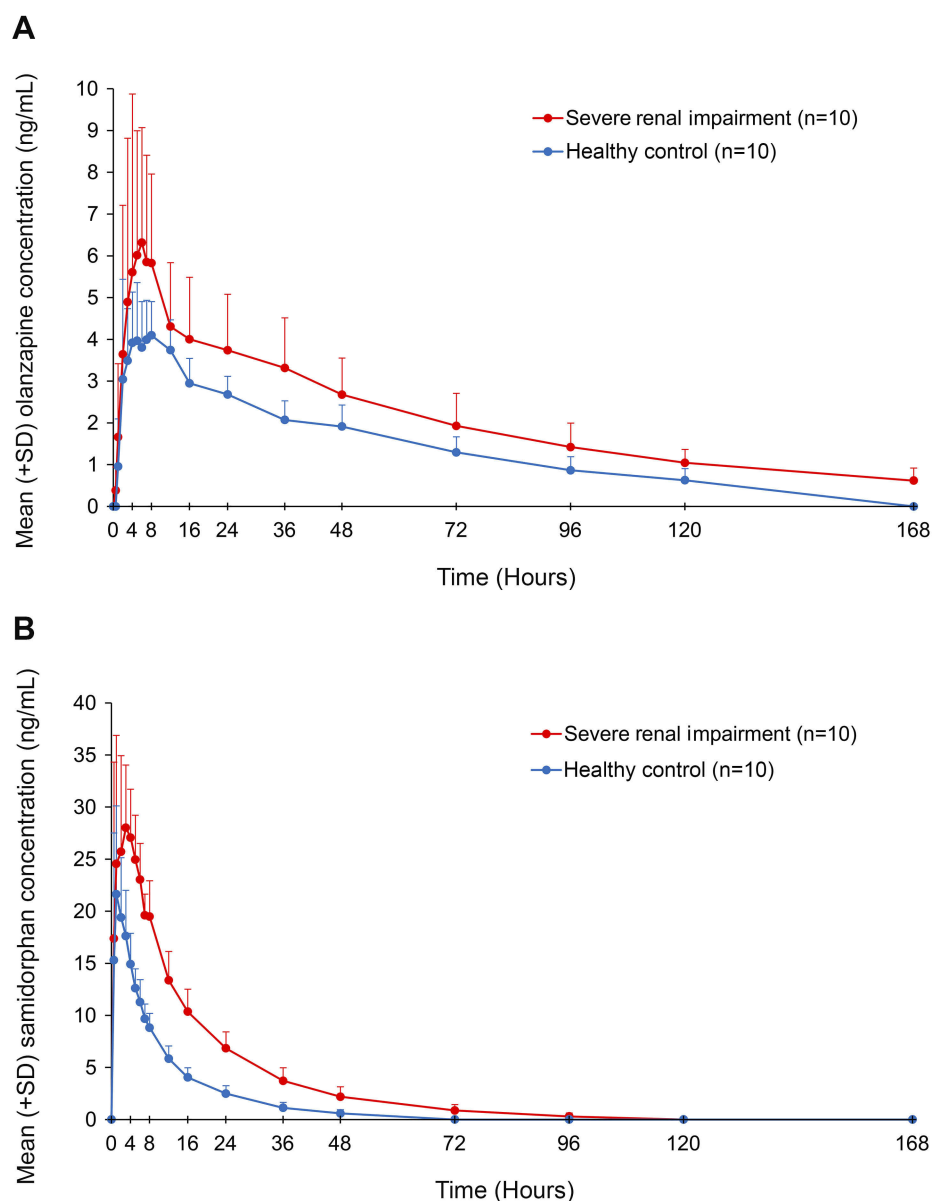 A
Mean (+SD) olanzapine concentration (ng/mL)
10
9
8
7
6
5
4
3
2
1
0
Severe renal impairment (n=10)
Healthy control (n=10)
0 4 8 16 24 36 48 72 96 120 168
Time (Hours)
B
Mean (+SD) samidorphan concentration (ng/mL)
40
35
30
25
20
15
10
5
0
Severe renal impairment (n=10)
Healthy control (n=10)
0 4 8 16 24 36 48 72 96 120 168
Time (Hours)